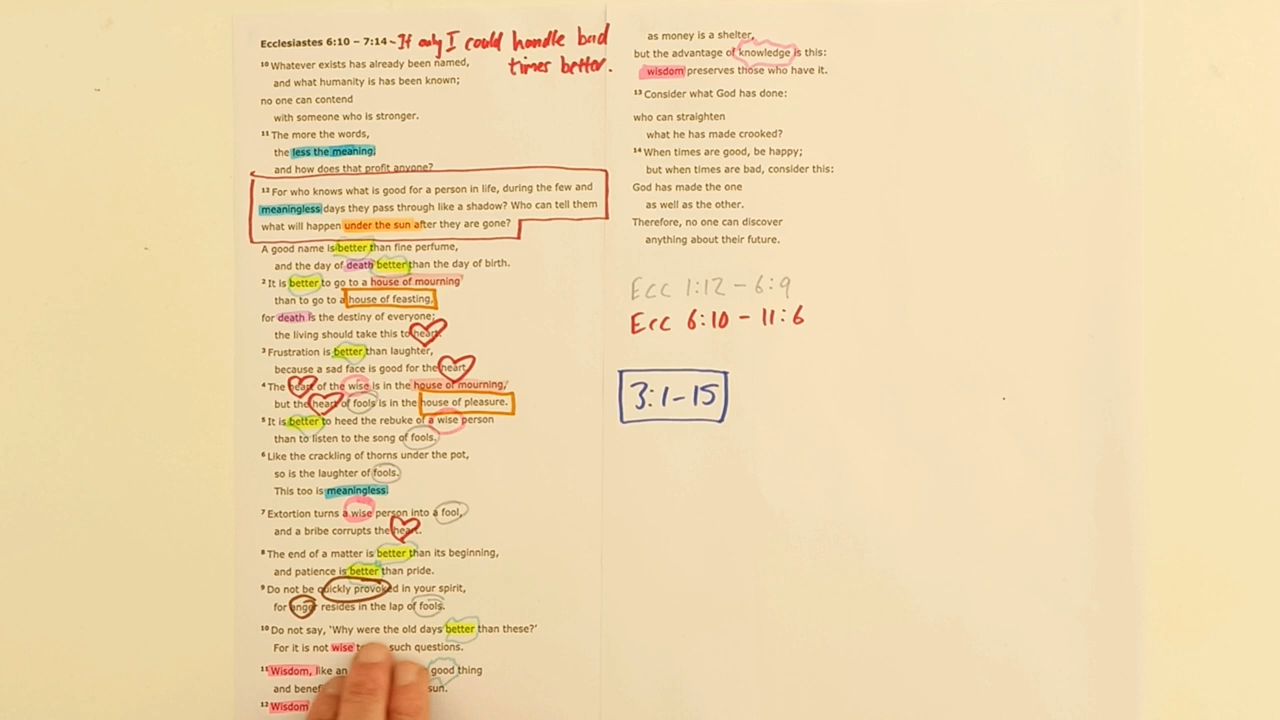 Ecclesiastes 6:10 – 7:14 - If only I could handle bad
times better.
10 Whatever exists has already been named,
and what humanity is has been known;
no one can contend
with someone who is stronger.
11 The more the words,
the less the meaning,
and how does that profit anyone?
12 For who knows what is good for a person in life, during the few and
meaningless days they pass through like a shadow? Who can tell them
what will happen under the sun after they are gone?
A good name is better than fine perfume,
and the day of death better than the day of birth.
2 It is better to go to a house of mourning
than to go to a house of feasting,
for death is the destiny of everyone;
the living should take this to heart.
3 Frustration is better than laughter,
because a sad face is good for the heart.
4 The heart of the wise is in the house of mourning,
but the heart of fools is in the house of pleasure.
5 It is better to heed the rebuke of a wise person
than to listen to the song of fools.
6 Like the crackling of thorns under the pot,
so is the laughter of fools.
This too is meaningless.
7 Extortion turns a wise person into a fool,
and a bribe corrupts the heart.
8 The end of a matter is better than its beginning,
and patience is better than pride.
9 Do not be quickly provoked in your spirit,
for anger resides in the lap of fools.
10 Do not say, 'Why were the old days better than these?'
For it is not wise such questions.
11 Wisdom, like an good thing
and sun.
12 Wisdom
as money is a shelter,
but the advantage of knowledge is this:
wisdom preserves those who have it.
13 Consider what God has done:
who can straighten
what he has made crooked?
14 When times are good, be happy;
but when times are bad, consider this:
God has made the one
as well as the other.
Therefore, no one can discover
anything about their future.
Ecc 1:12 - 6:9
Ecc 6:10 - 11:6
3:1-15